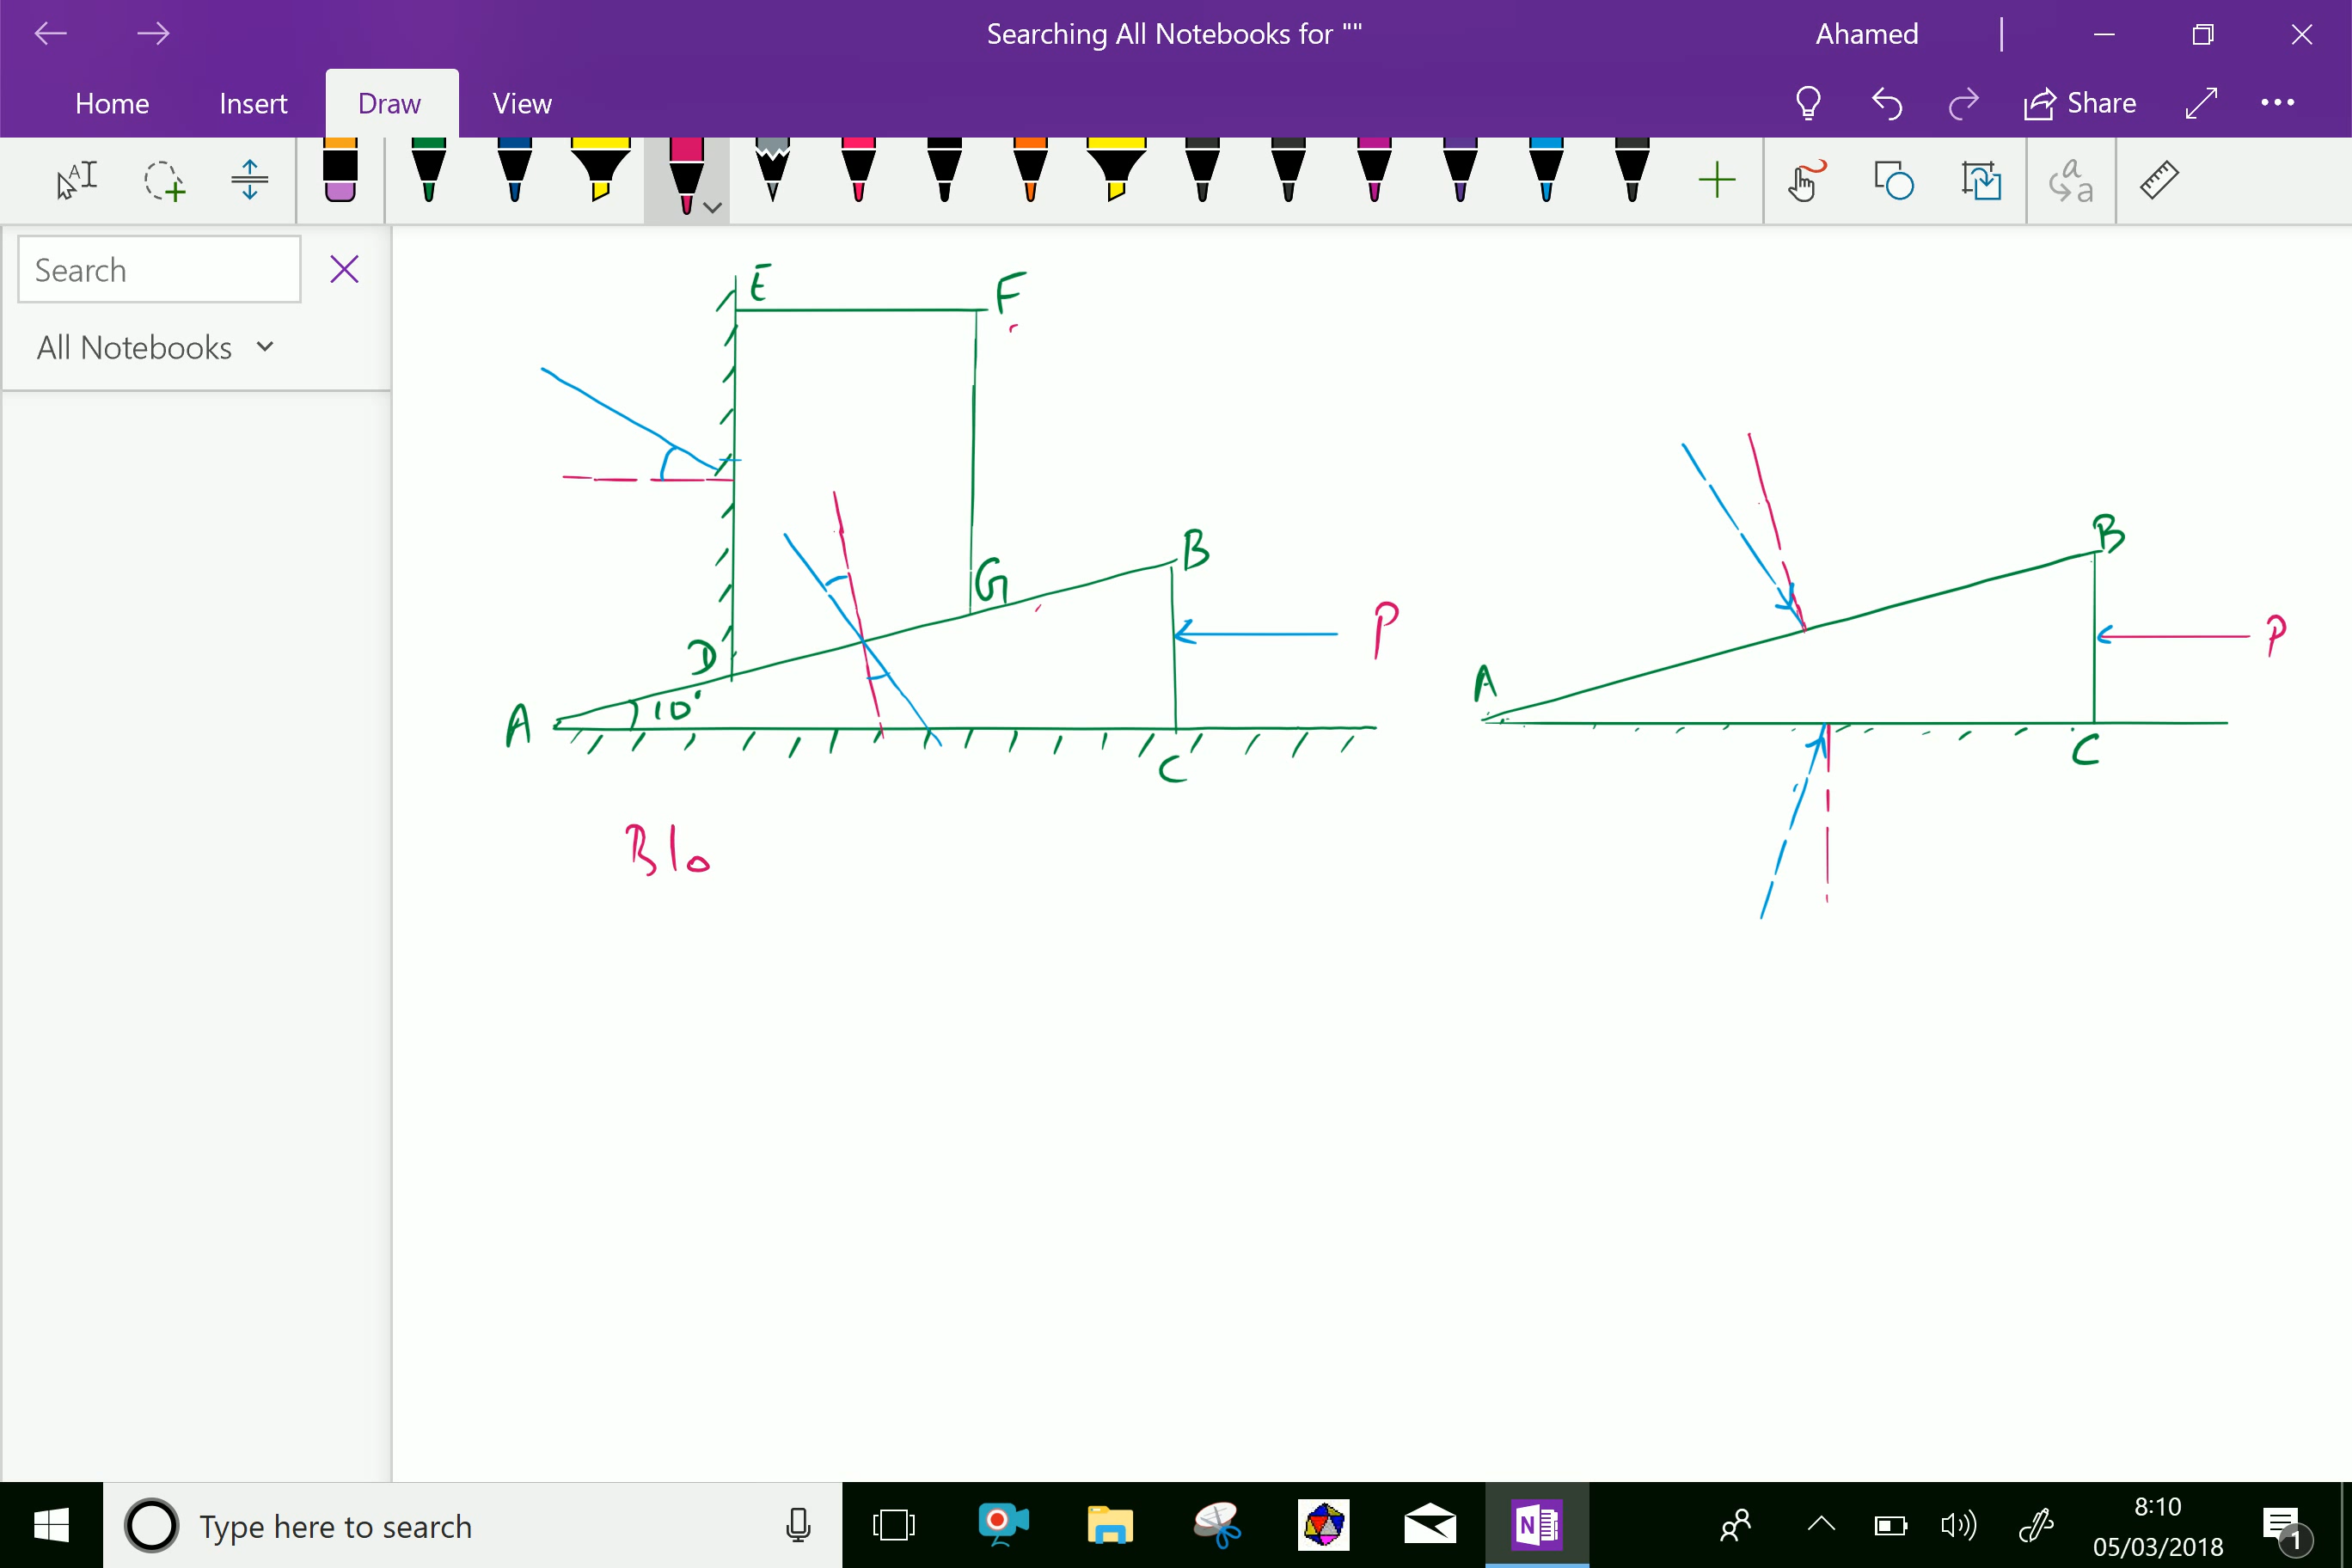 Searching All Notebooks for ""
Ahamed
Home Insert Draw View
Share
Search
All Notebooks
E
F
G
B
P
D
A
10°
C
B
P
A
C
Blo
Type here to search
8:10
05/03/2018
1